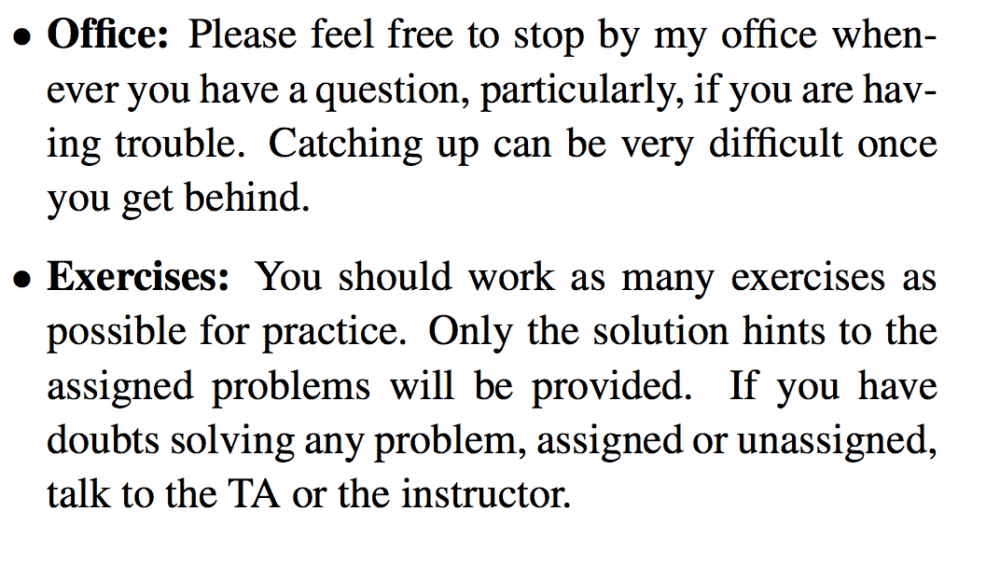 • Office: Please feel free to stop by my office when-
ever you have a question, particularly, if you are hav-
ing trouble. Catching up can be very difficult once
you get behind.
• Exercises: You should work as many exercises as
possible for practice. Only the solution hints to the
assigned problems will be provided. If you have
doubts solving any problem, assigned or unassigned,
talk to the TA or the instructor.